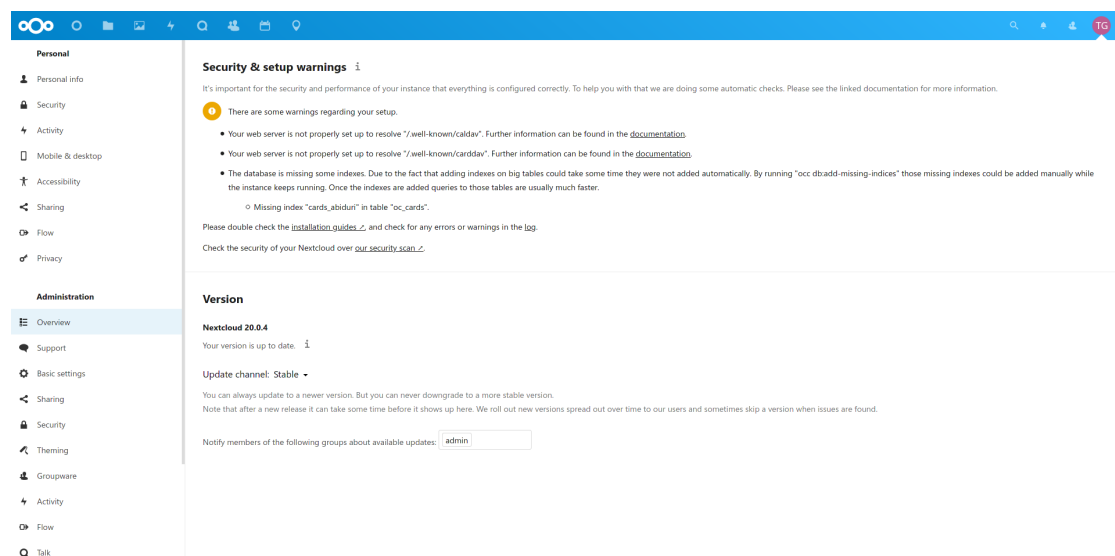 TG
Personal
Personal info
Security
Activity
Mobile & desktop
Accessibility
Sharing
Flow
Privacy
Administration
Overview
Support
Basic settings
Sharing
Security
Theming
Groupware
Activity
Flow
Talk
Security & setup warnings i
It's important for the security and performance of your instance that everything is configured correctly. To help you with that we are doing some automatic checks. Please see the linked documentation for more information.
There are some warnings regarding your setup.
• Your web server is not properly set up to resolve "/.well-known/caldav". Further information can be found in the documentation.
• Your web server is not properly set up to resolve "/.well-known/carddav". Further information can be found in the documentation.
• The database is missing some indexes. Due to the fact that adding indexes on big tables could take some time they were not added automatically. By running "occ db:add-missing-indices" those missing indexes could be added manually while
the instance keeps running. Once the indexes are added queries to those tables are usually much faster.
○ Missing index "cards_abiduri" in table "oc_cards".
Please double check the installation guides ↗, and check for any errors or warnings in the log.
Check the security of your Nextcloud over our security scan ↗.
Version
Nextcloud 20.0.4
Your version is up to date. i
Update channel: Stable
You can always update to a newer version. But you can never downgrade to a more stable version.
Note that after a new release it can take some time before it shows up here. We roll out new versions spread out over time to our users and sometimes skip a version when issues are found.
Notify members of the following groups about available updates: admin